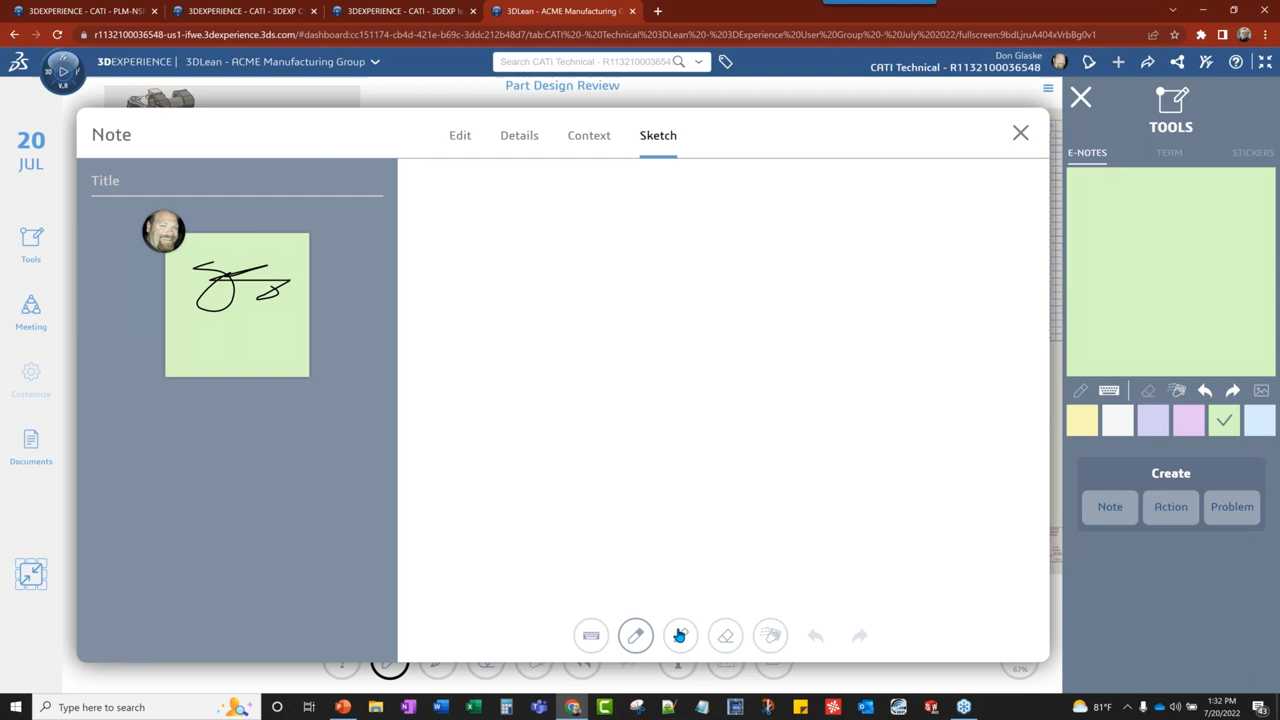 3DEXPERIENCE - CATI - PLM-NS
3DEXPERIENCE - CATI - 3DEXP C
3DEXPERIENCE - CATI - 3DEXP I
3DLean - ACME Manufacturing G
r1132100036548-us1-ifwe.3dexperience.3ds.com/#dashboard:cc151174-cb4d-421e-b69c-3ddc212b48d7/tab:CATI%20-%20Technical%203DLean%20-%203DExperience%20User%20Group%20-%20July%202022/fullscreen:9bdLjruA404xVrbBg0v1
3DEXPERIENCE | 3DLean - ACME Manufacturing Group
Search CATI Technical - R113210003654
Don Glaske
CATI Technical - R1132100036548
3D
V.R
Part Design Review
20
JUL
Tools
Meeting
Customize
Documents
Note
Edit
Details
Context
Sketch
Title
TOOLS
E-NOTES
TEAM
STICKERS
Create
Note
Action
Problem
67%
Type here to search
81°F
1:32 PM
7/20/2022